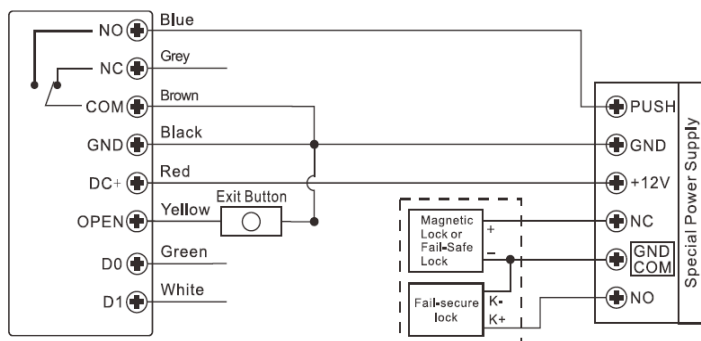 NO
Blue
NC
Grey
COM
Brown
GND
Black
DC+
Red
OPEN
Yellow
Exit Button
D0
Green
D1
White
Magnetic
Lock or
Fail-Safe
Lock
+
−
Fail-secure
lock
K-
K+
PUSH
GND
+12V
NC
GND
COM
NO
Special Power Supply